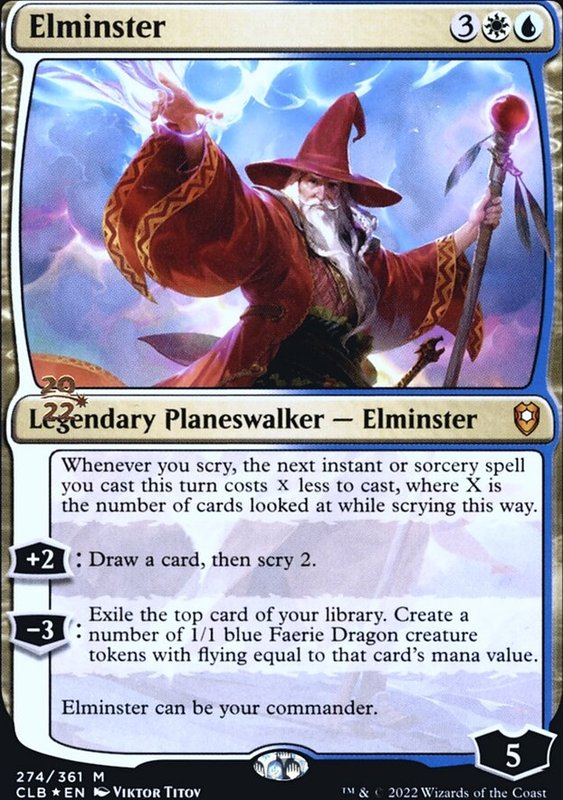 Elminster 3
20
22
Legendary Planeswalker — Elminster
Whenever you scry, the next instant or sorcery spell
you cast this turn costs X less to cast, where X is
the number of cards looked at while scrying this way.
+2 : Draw a card, then scry 2.
Exile the top card of your library. Create a
−3 : number of 1/1 blue Faerie Dragon creature
tokens with flying equal to that card's mana value.
Elminster can be your commander.
5
274/361 M
CLB ★ EN Viktor Titov
™ & © 2022 Wizards of the Coast